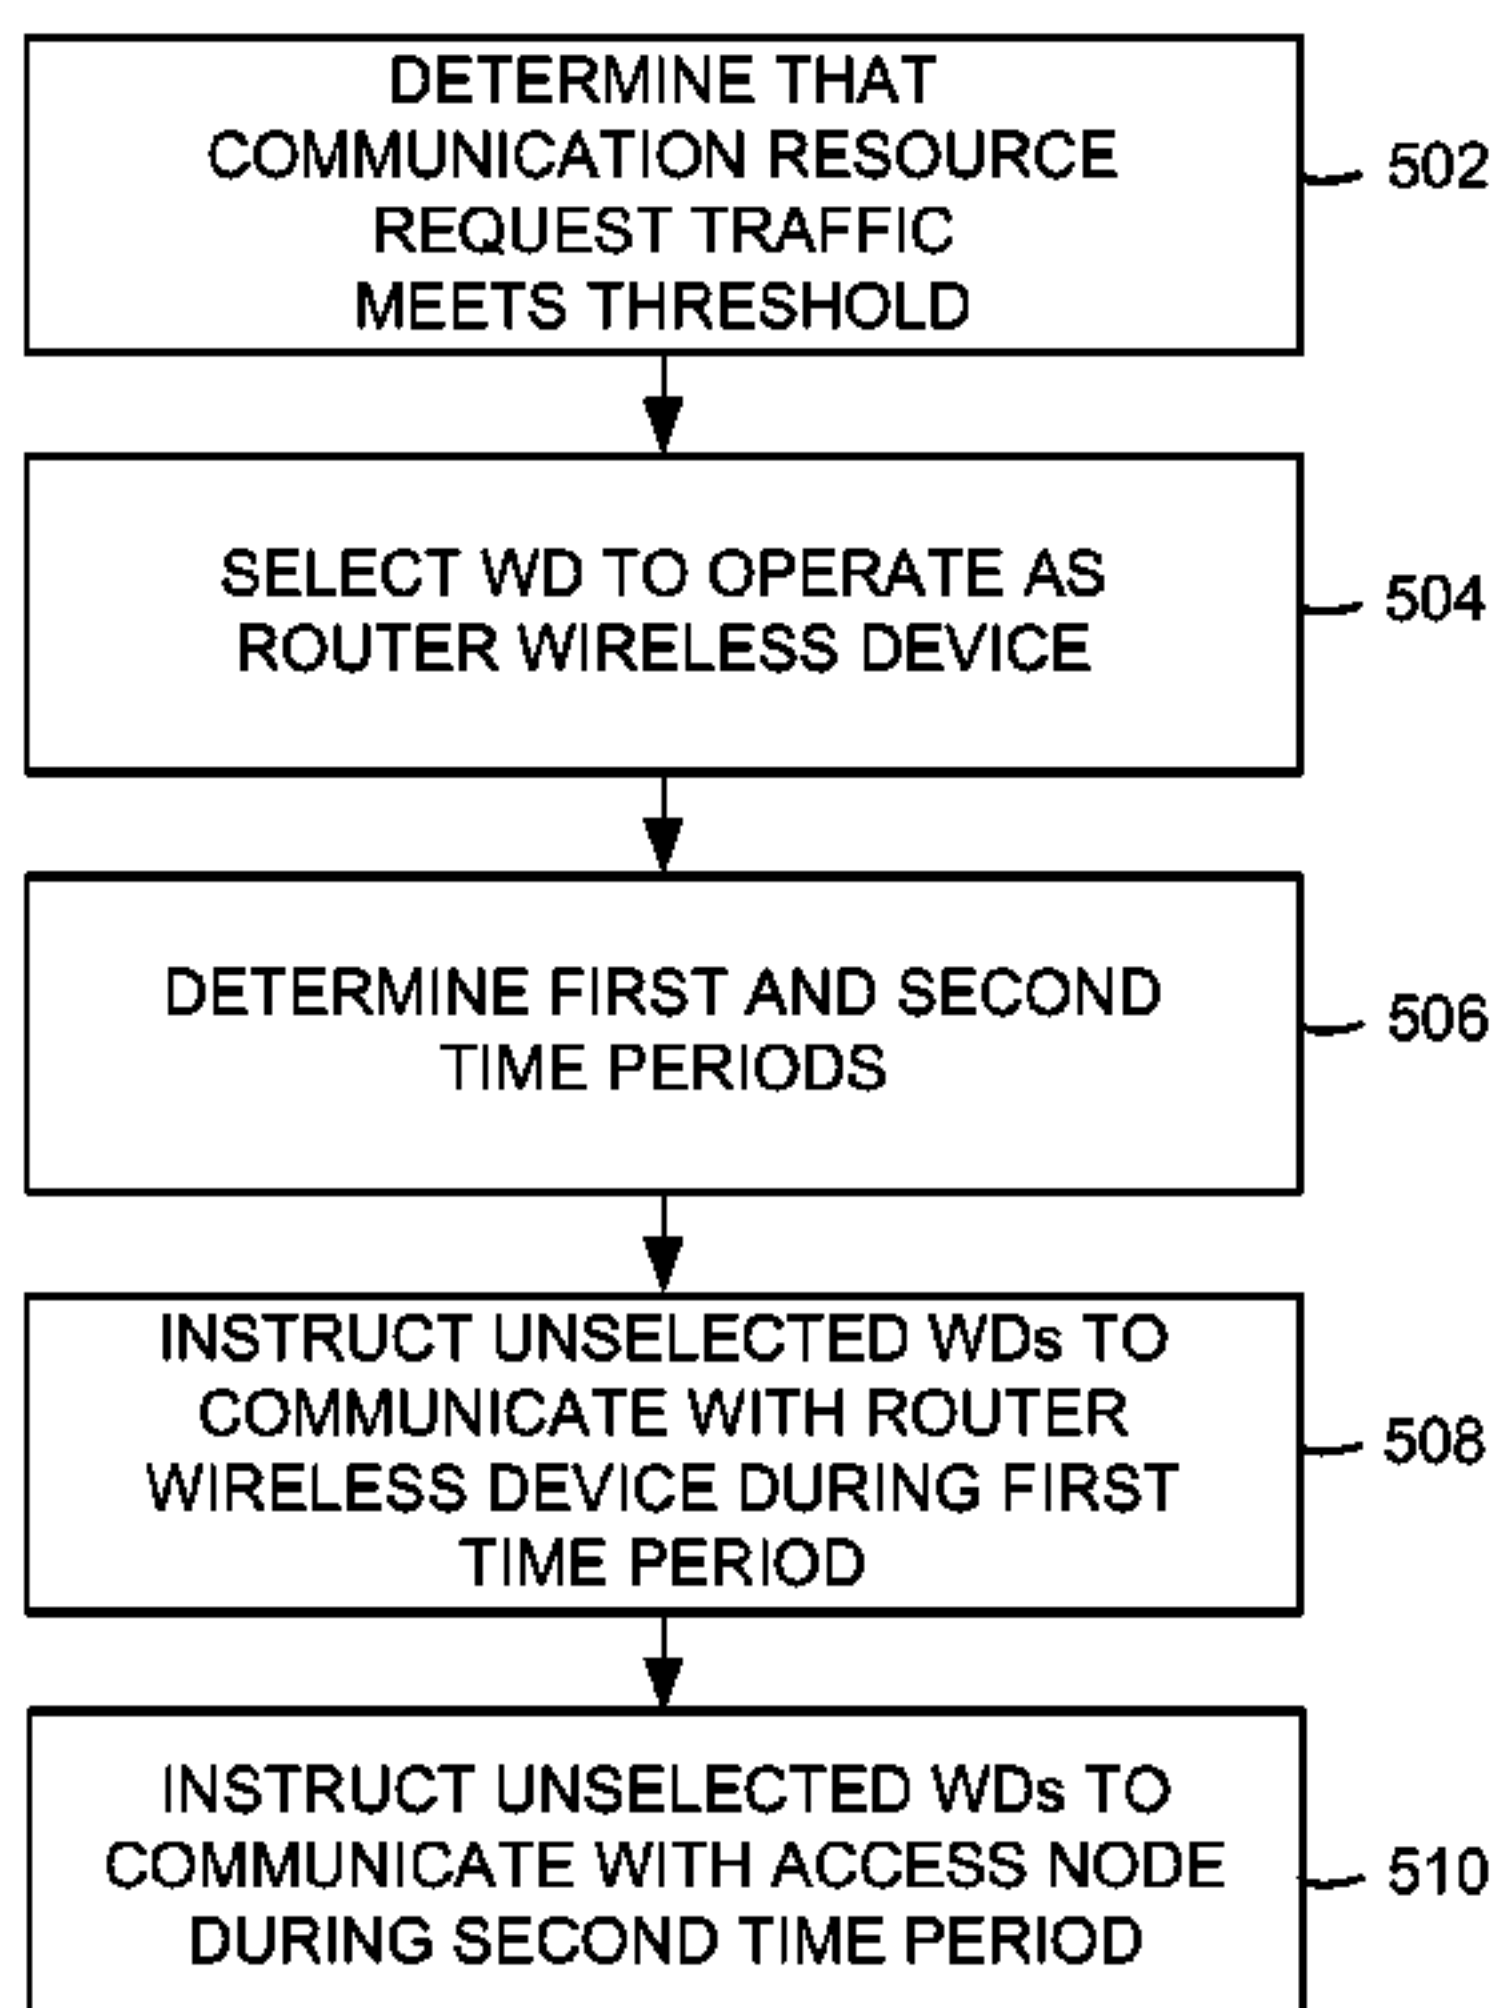 DETERMINE THAT
COMMUNICATION RESOURCE
REQUEST TRAFFIC
MEETS THRESHOLD
502
SELECT WD TO OPERATE AS
ROUTER WIRELESS DEVICE
504
DETERMINE FIRST AND SECOND
TIME PERIODS
506
INSTRUCT UNSELECTED WDs TO
COMMUNICATE WITH ROUTER
WIRELESS DEVICE DURING FIRST
TIME PERIOD
508
INSTRUCT UNSELECTED WDs TO
COMMUNICATE WITH ACCESS NODE
DURING SECOND TIME PERIOD
510